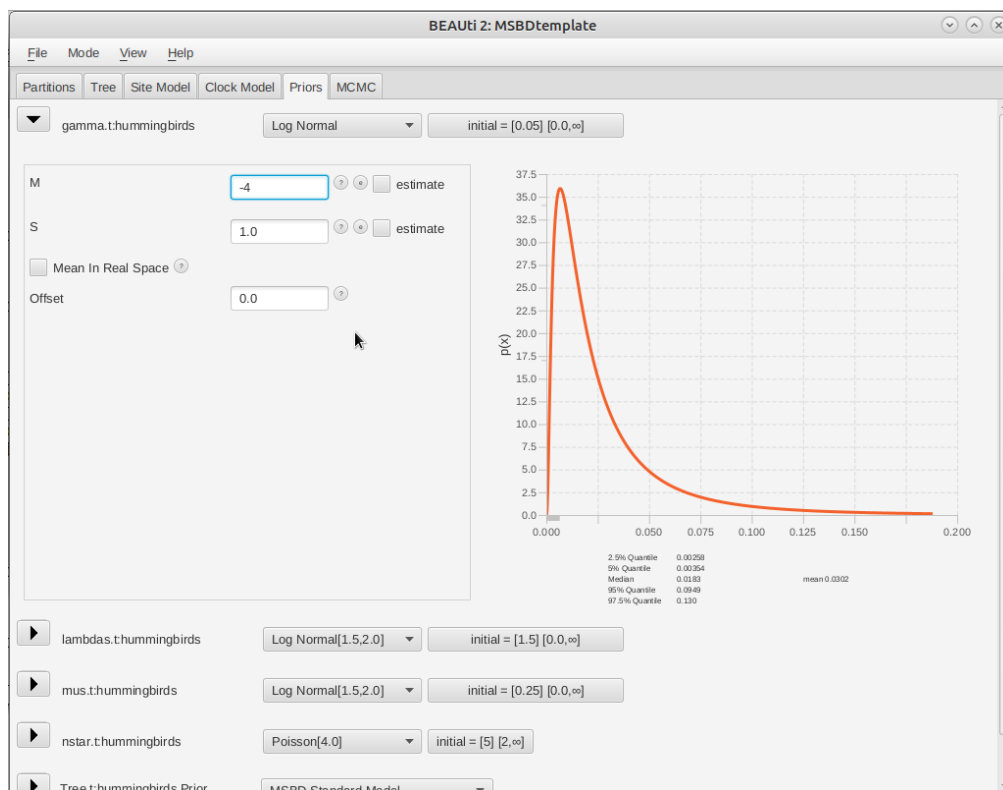 BEAUti 2: MSBDtemplate
File Mode View Help
Partitions Tree Site Model Clock Model Priors MCMC
gamma.t:hummingbirds Log Normal initial = [0.05] [0.0,∞]
M -4 ? e estimate
S 1.0 ? e estimate
Mean In Real Space ?
Offset 0.0 ?
37.5
35.0
32.5
30.0
27.5
25.0
22.5
20.0
17.5
15.0
12.5
10.0
7.5
5.0
2.5
0.0
p(x)
0.000 0.050 0.075 0.100 0.125 0.150 0.200
2.5% Quantile 0.00258
5% Quantile 0.00354
Median 0.0183 mean 0.0302
95% Quantile 0.0949
97.5% Quantile 0.130
lambdas.t:hummingbirds Log Normal[1.5,2.0] initial = [1.5] [0.0,∞]
mus.t:hummingbirds Log Normal[1.5,2.0] initial = [0.25] [0.0,∞]
nstar.t:hummingbirds Poisson[4.0] initial = [5] [2,∞]
Tree.t:hummingbirds Prior MSBD Standard Model